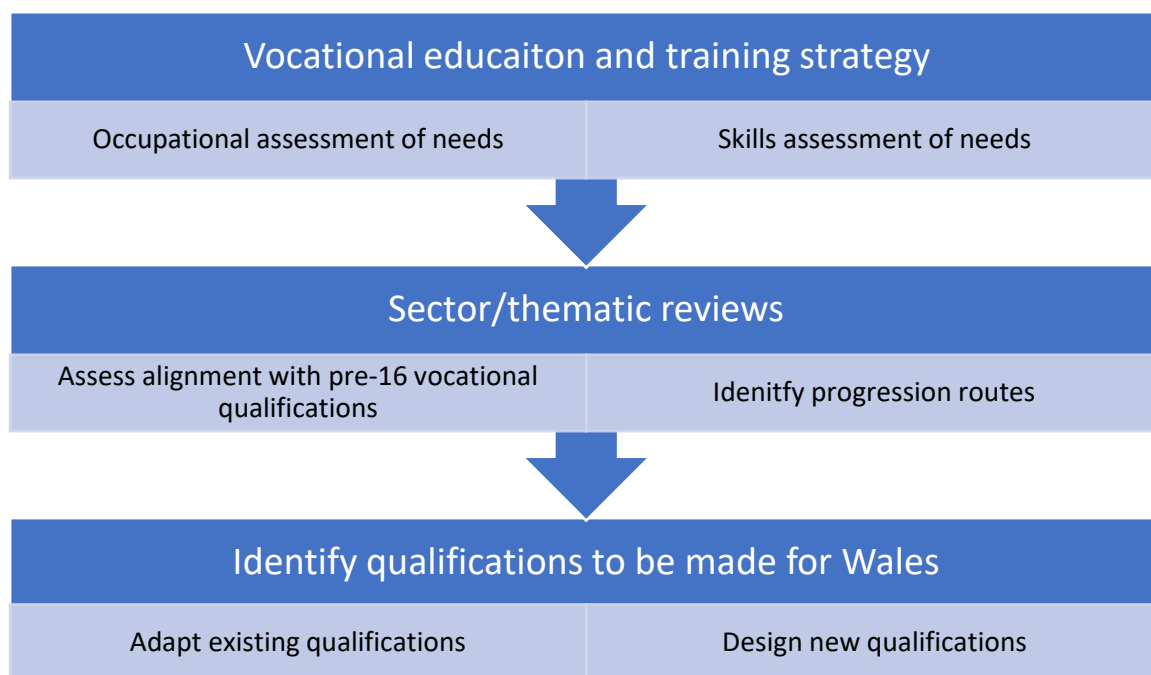 Vocational educaiton and training strategy
Occupational assessment of needs
Skills assessment of needs
Sector/thematic reviews
Assess alignment with pre-16 vocational
qualifications
Idenitfy progression routes
Identify qualifications to be made for Wales
Adapt existing qualifications
Design new qualifications